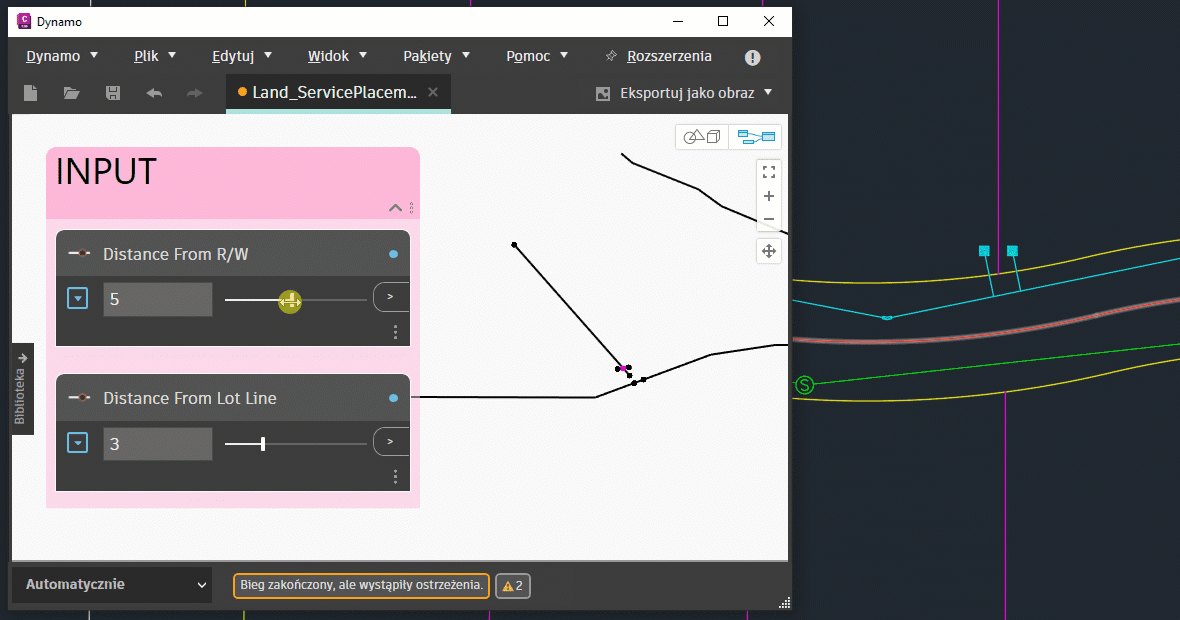 Dynamo
Dynamo Plik Edytuj Widok Pakiety Pomoc Rozszerzenia
Land_ServicePlacem... Eksportuj jako obraz
INPUT
Distance From R/W
5 >
Distance From Lot Line
3 >
Biblioteka
S
Automatycznie Bieg zakończony, ale wystąpiły ostrzeżenia. 2